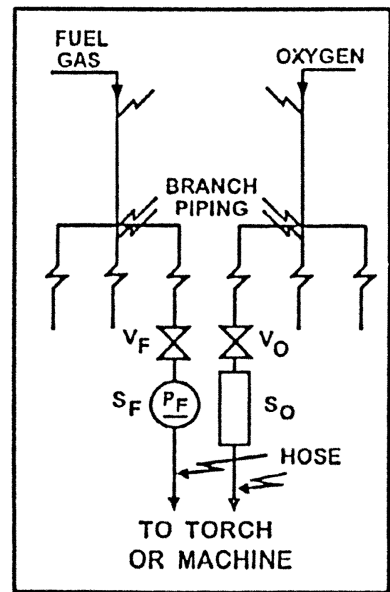 FUEL
GAS
OXYGEN
BRANCH
PIPING
VF
VO
SF
PF
SO
HOSE
TO TORCH
OR MACHINE